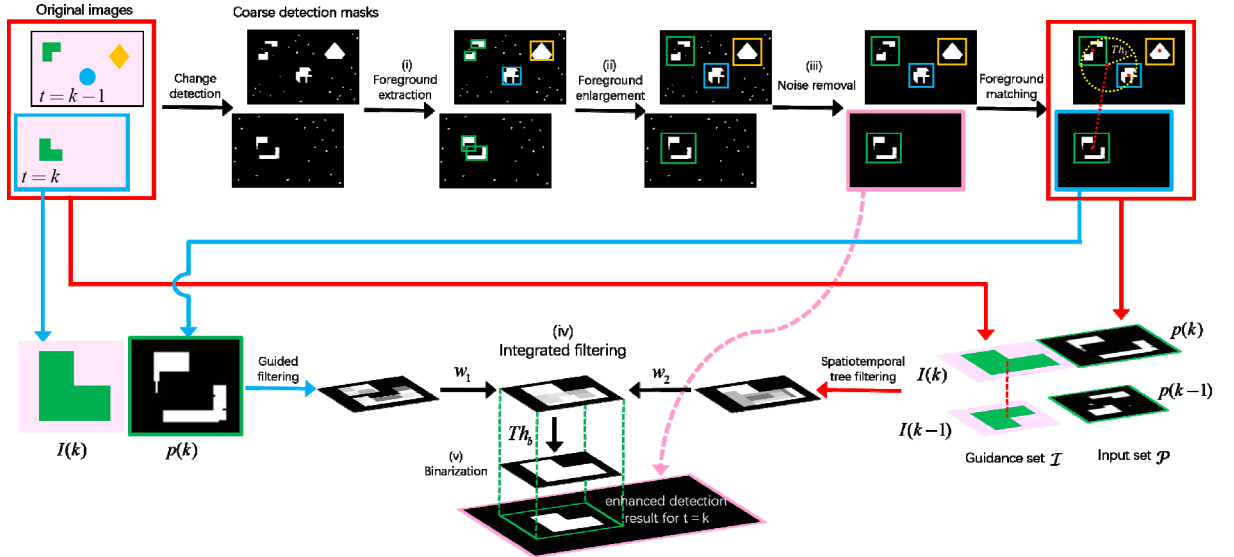 Original images
Coarse detection masks
t = k − 1
t = k
Change
detection
(i)
Foreground
extraction
(ii)
Foreground
enlargement
(iii)
Noise removal
Foreground
matching
Th_s
I(k)
p(k)
Guided
filtering
w₁
(iv)
Integrated filtering
w₂
Spatiotemporal
tree filtering
I(k)
p(k)
I(k−1)
p(k−1)
Guidance set ℐ
Input set 𝒫
Th_b
(v)
Binarization
enhanced detection
result for t = k